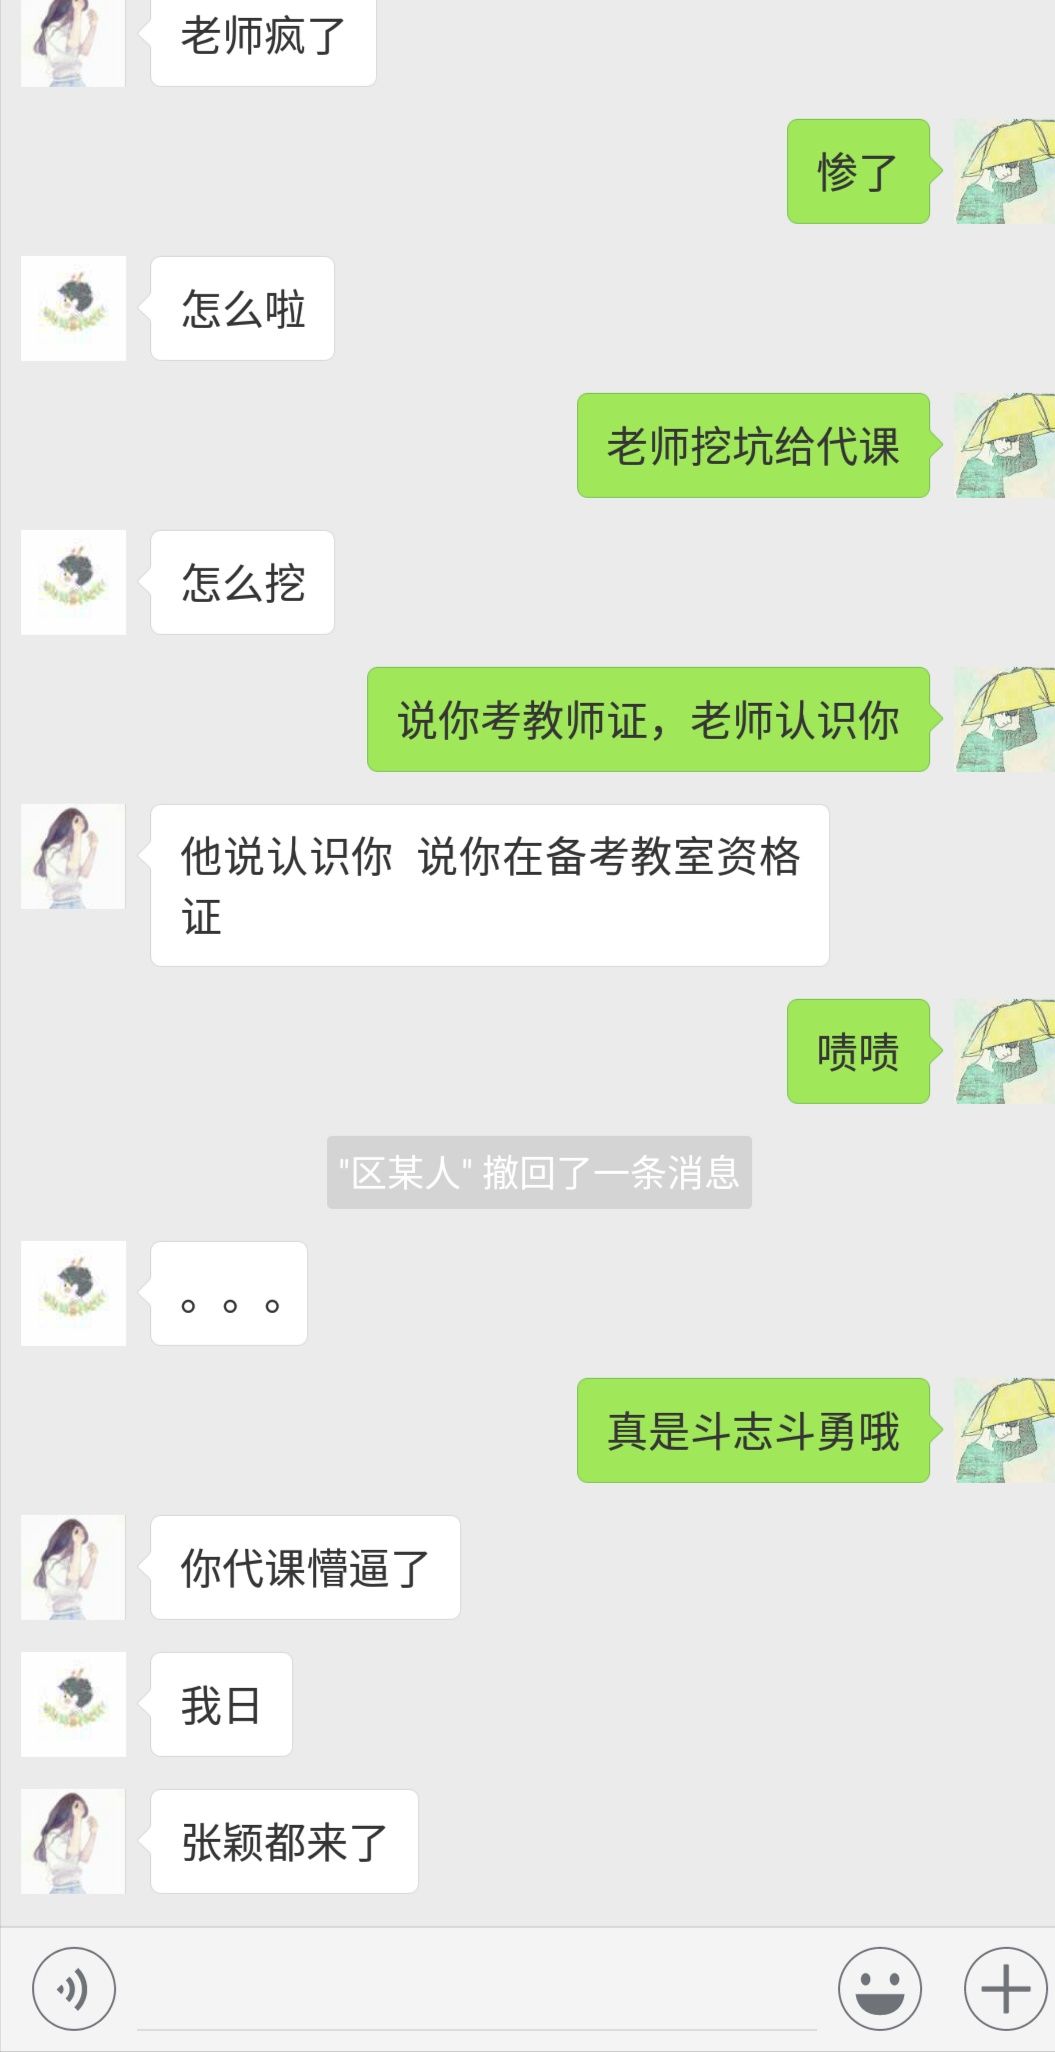 老师疯了
惨了
怎么啦
老师挖坑给代课
怎么挖
说你考教师证，老师认识你
他说认识你 说你在备考教室资格
证
啧啧
"区某人" 撤回了一条消息
。。。
真是斗志斗勇哦
你代课懵逼了
我日
张颖都来了